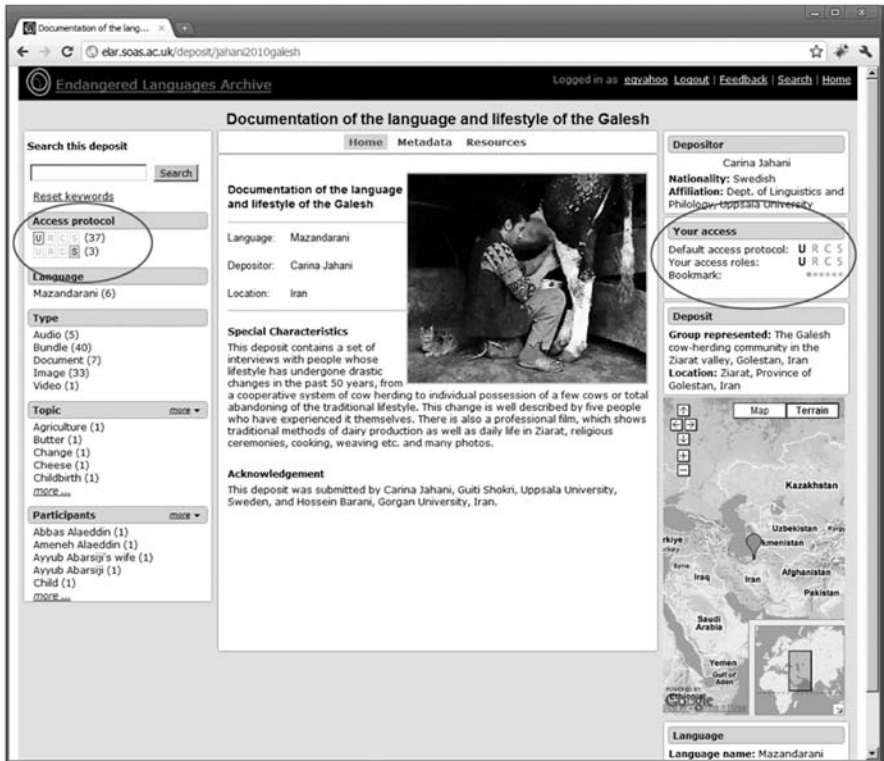 Documentation of the lang...
elar.soas.ac.uk/deposit/jahani2010galesh
Endangered Languages Archive
Logged in as eqvahoo Logout | Feedback | Search | Home
Documentation of the language and lifestyle of the Galesh
Search this deposit
Search
Reset keywords
Access protocol
U R C S (37)
U R C S (3)
Language
Mazandarani (6)
Type
Audio (5)
Bundle (40)
Document (7)
Image (33)
Video (1)
Topic more
Agriculture (1)
Butter (1)
Change (1)
Cheese (1)
Childbirth (1)
more ...
Participants more
Abbas Alaeddin (1)
Ameneh Alaeddin (1)
Ayyub Abarsiji's wife (1)
Ayyub Abarsiji (1)
Child (1)
more ...
Home Metadata Resources
Documentation of the language
and lifestyle of the Galesh
Language: Mazandarani
Depositor: Carina Jahani
Location: Iran
Special Characteristics
This deposit contains a set of
interviews with people whose
lifestyle has undergone drastic
changes in the past 50 years, from
a cooperative system of cow herding to individual possession of a few cows or total
abandoning of the traditional lifestyle. This change is well described by five people
who have experienced it themselves. There is also a professional film, which shows
traditional methods of dairy production as well as daily life in Ziarat, religious
ceremonies, cooking, weaving etc. and many photos.
Acknowledgement
This deposit was submitted by Carina Jahani, Guiti Shokri, Uppsala University,
Sweden, and Hossein Barani, Gorgan University, Iran.
Depositor
Carina Jahani
Nationality: Swedish
Affiliation: Dept. of Linguistics and
Philology, Uppsala University
Your access
Default access protocol: U R C S
Your access roles: U R C S
Bookmark:
Deposit
Group represented: The Galesh
cow-herding community in the
Ziarat valley, Golestan, Iran
Location: Ziarat, Province of
Golestan, Iran
Map Terrain
Kazakhstan
Uzbekistan
rkiye
kmenistan
Syria
Iraq
Iran
Afghanistan
Pakistan
Saudi
Arabia
Yemen
Gulf of
Aden
POWERED BY
Google
Language
Language name: Mazandarani